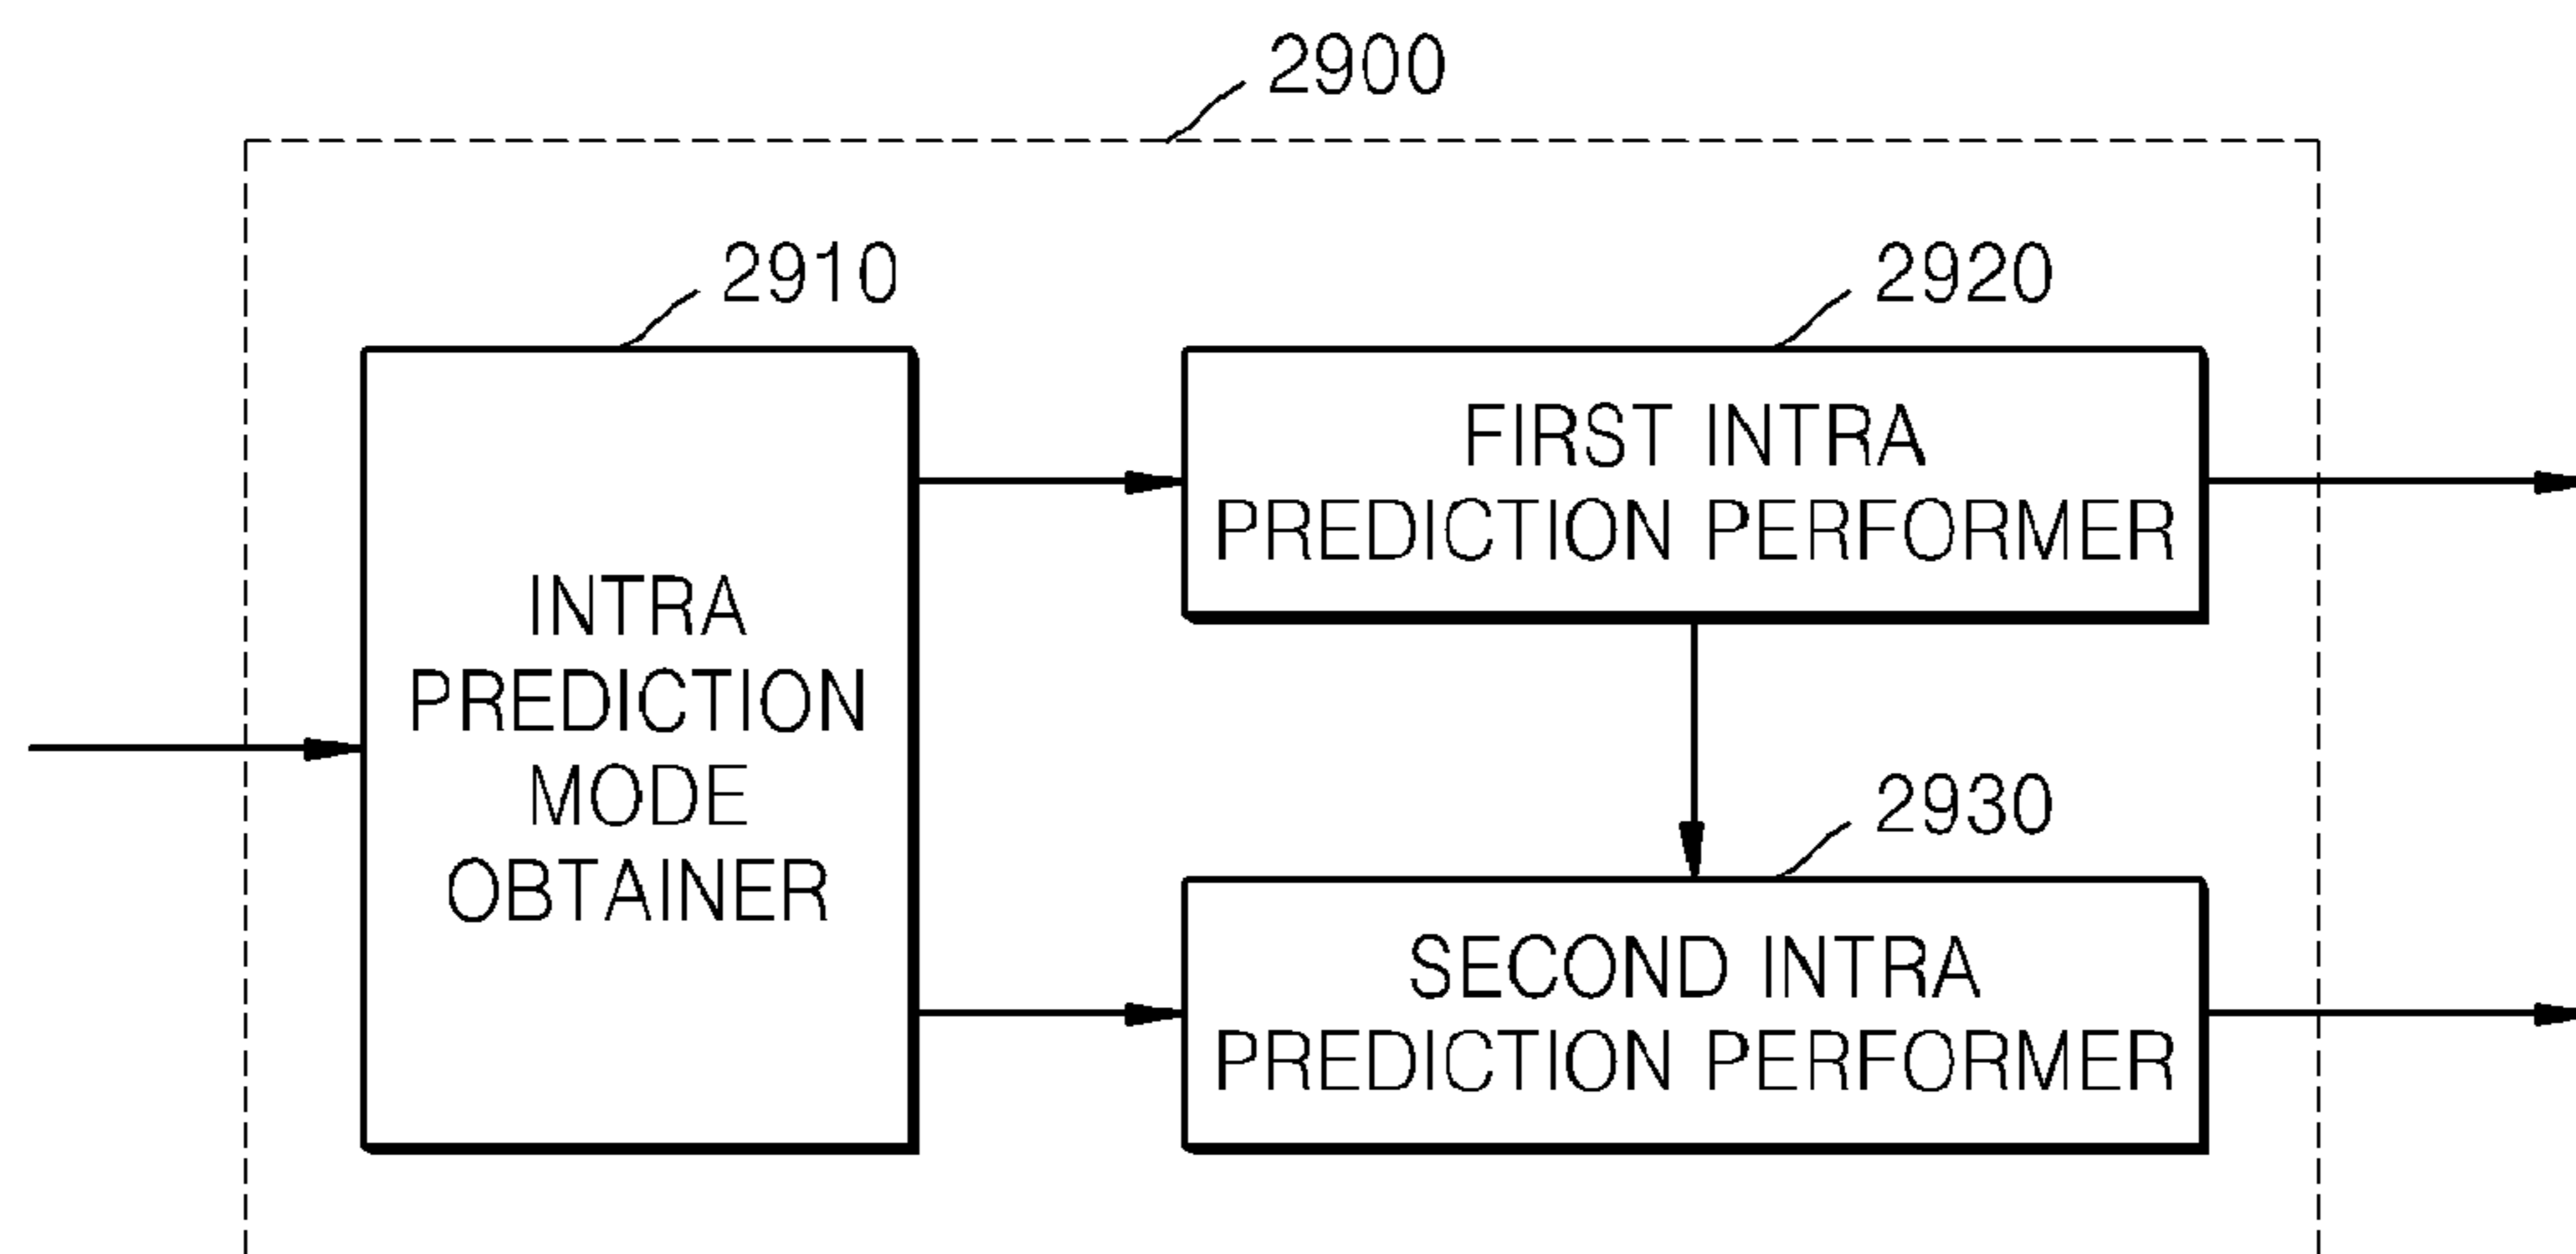 2900
2910
2920
FIRST INTRA
PREDICTION PERFORMER
INTRA
PREDICTION
MODE
OBTAINER
2930
SECOND INTRA
PREDICTION PERFORMER